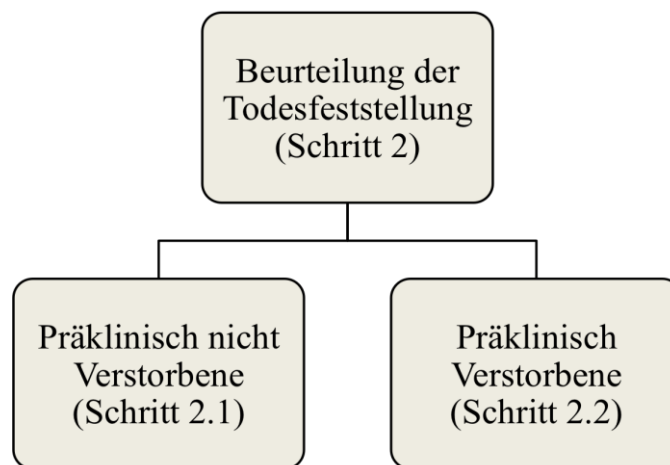 Beurteilung der
Todesfeststellung
(Schritt 2)
Präklinisch nicht
Verstorbene
(Schritt 2.1)
Präklinisch
Verstorbene
(Schritt 2.2)